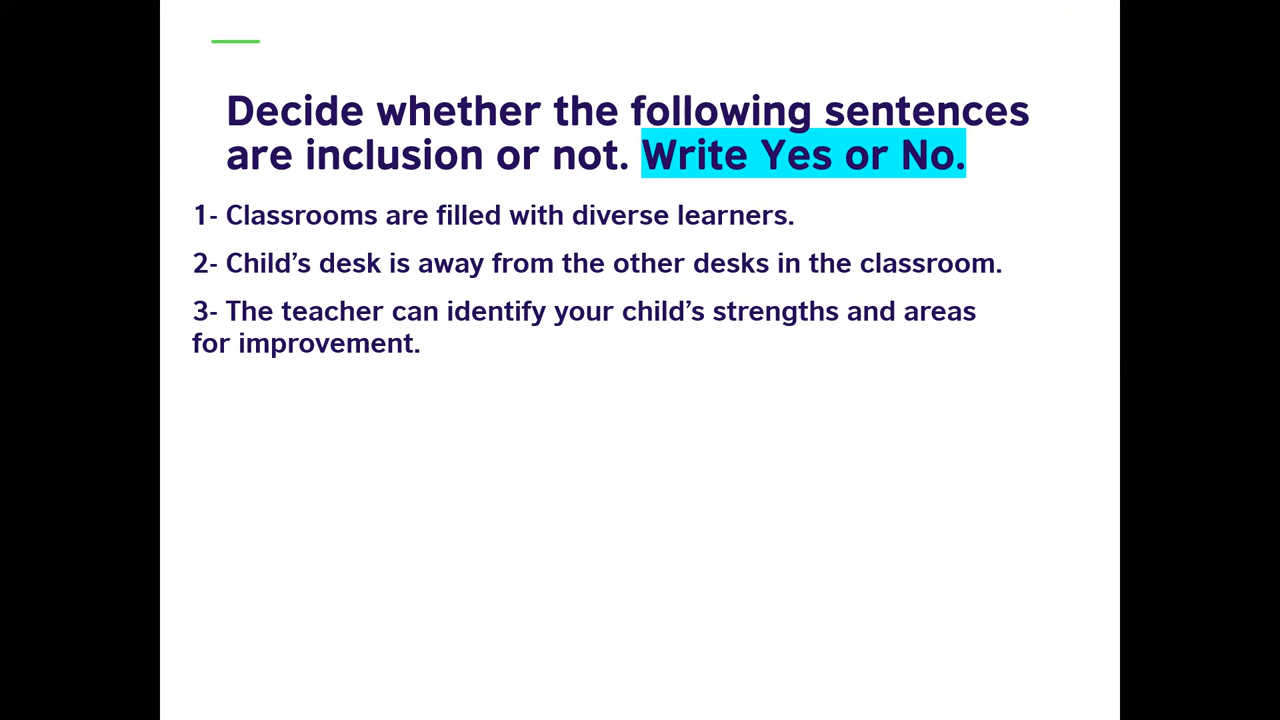 Decide whether the following sentences
are inclusion or not. Write Yes or No.
1- Classrooms are filled with diverse learners.
2- Child’s desk is away from the other desks in the classroom.
3- The teacher can identify your child’s strengths and areas
for improvement.